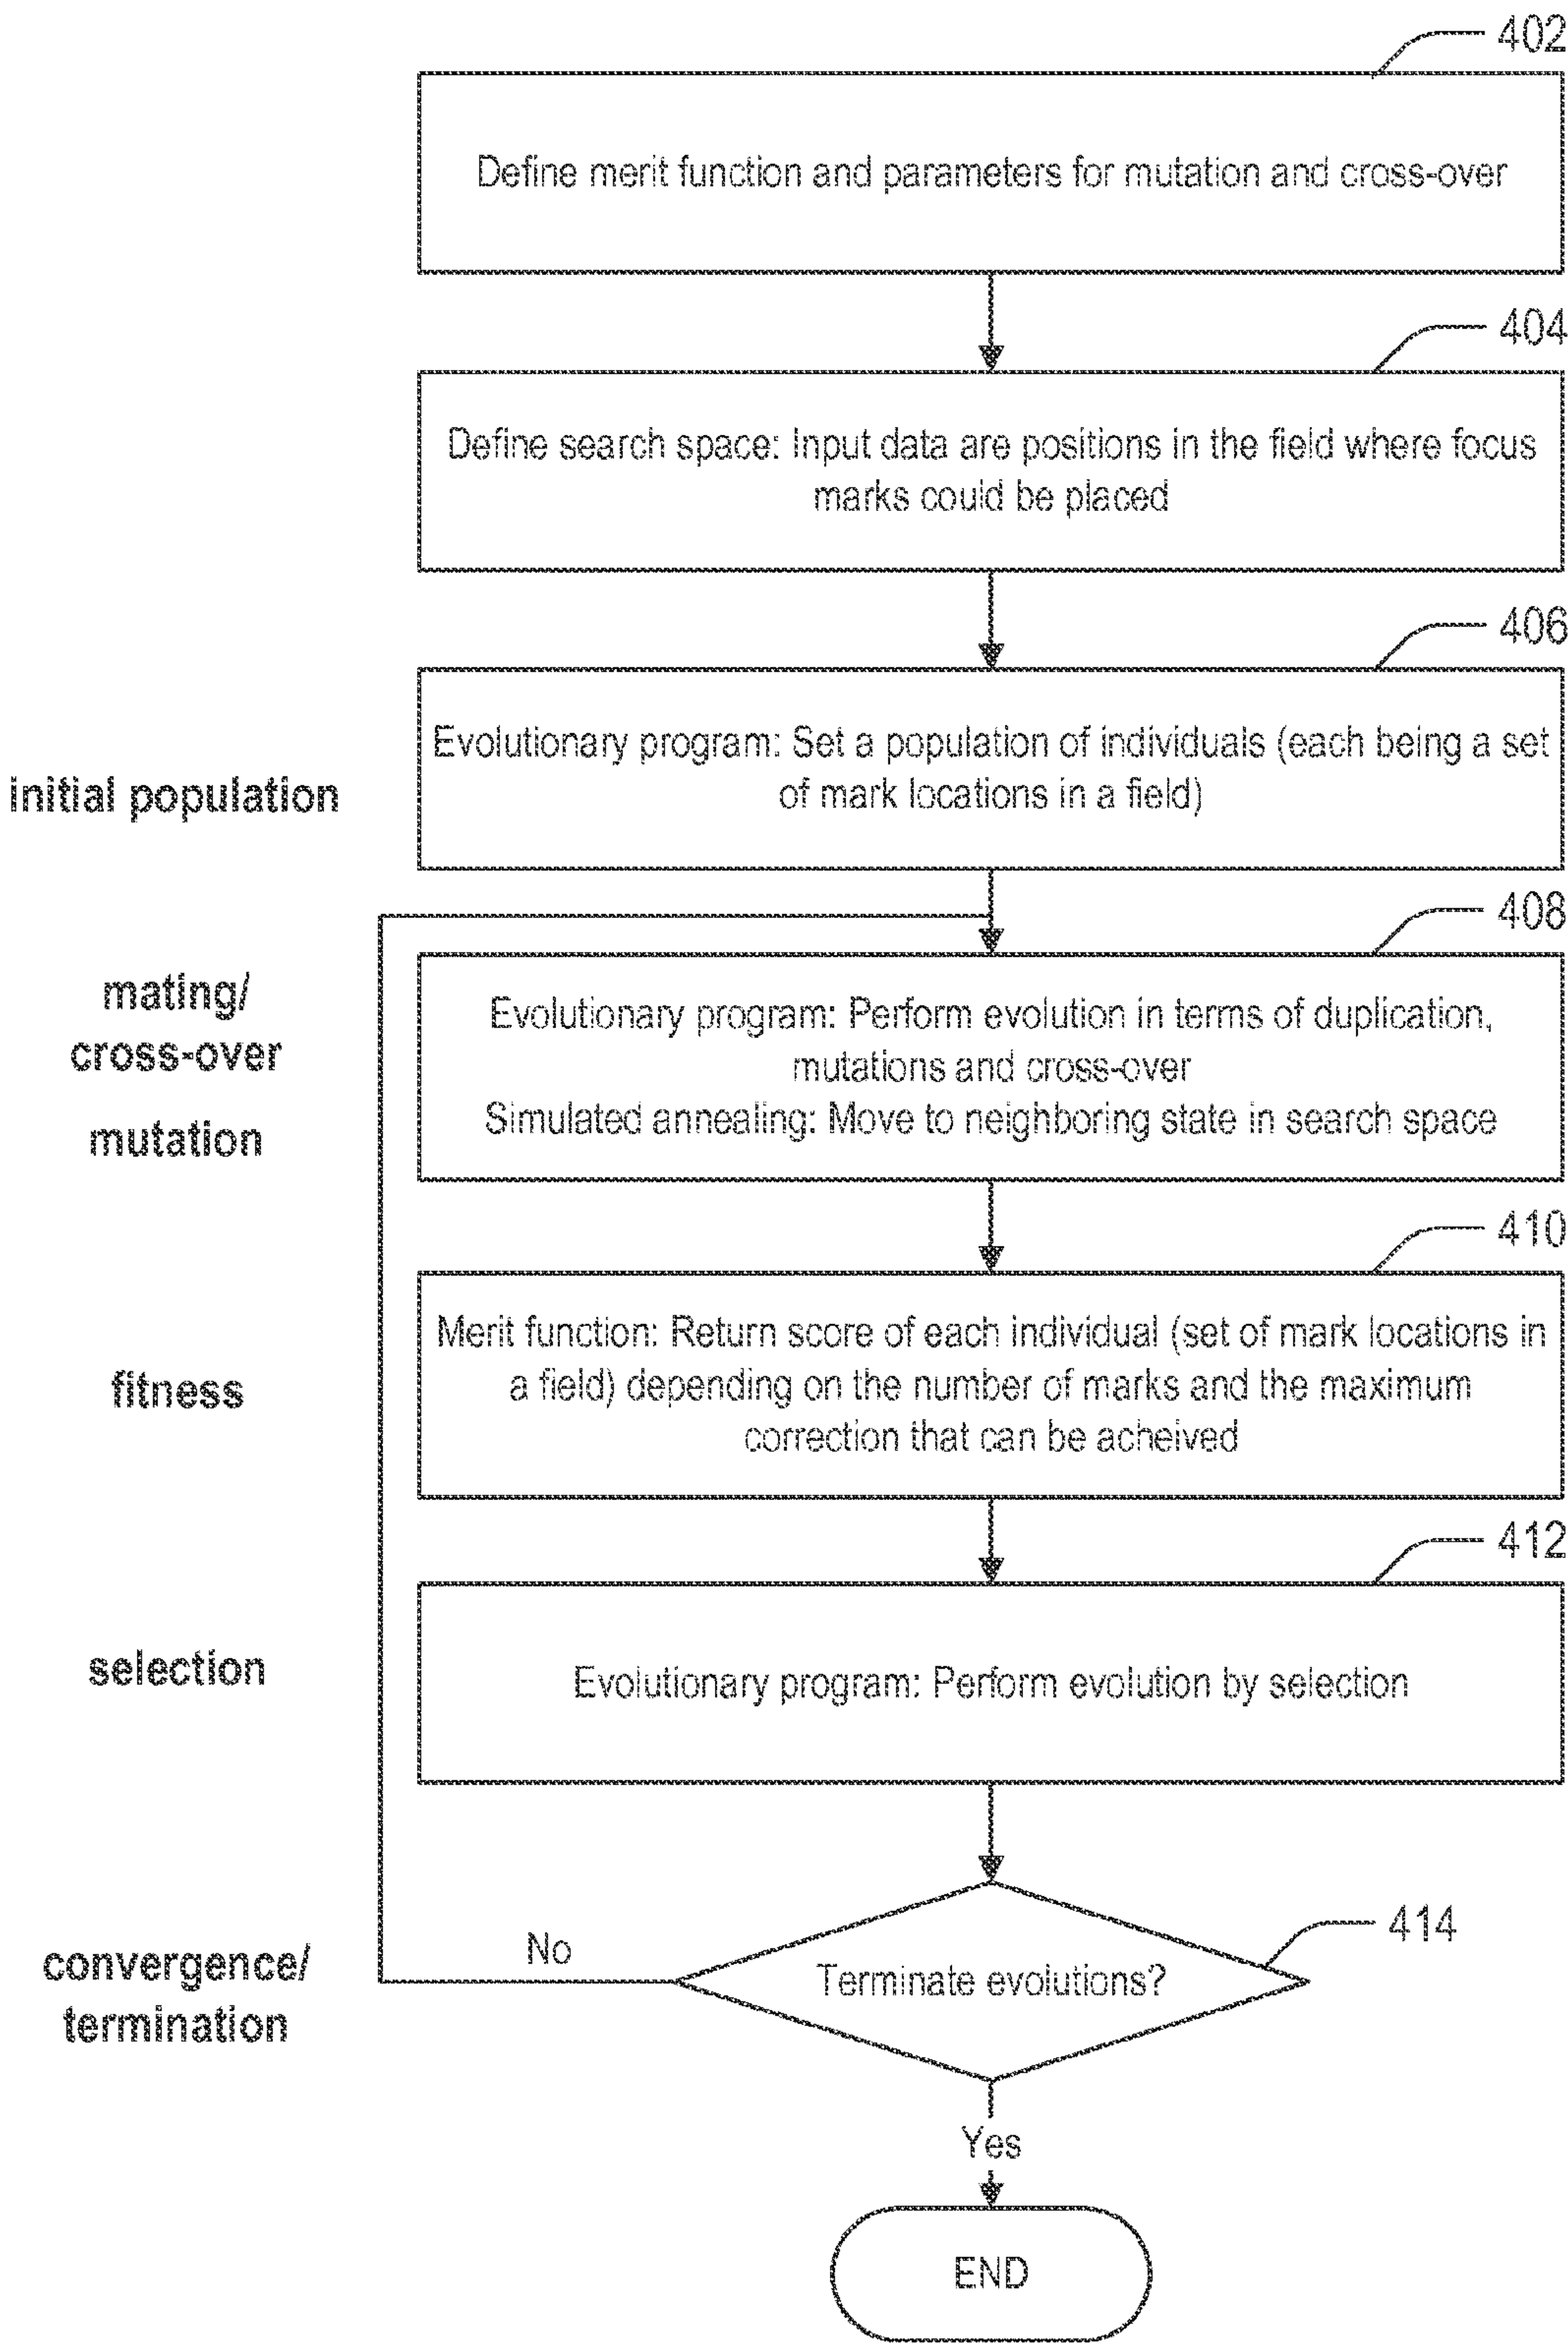 402
Define merit function and parameters for mutation and cross-over
404
Define search space: Input data are positions in the field where focus
marks could be placed
406
Evolutionary program: Set a population of individuals (each being a set
of mark locations in a field)
initial population
408
mating/
cross-over
mutation
Evolutionary program: Perform evolution in terms of duplication,
mutations and cross-over
Simulated annealing: Move to neighboring state in search space
410
Merit function: Return score of each individual (set of mark locations in
a field) depending on the number of marks and the maximum
correction that can be acheived
fitness
412
selection
Evolutionary program: Perform evolution by selection
414
convergence/
termination
No
Terminate evolutions?
Yes
END